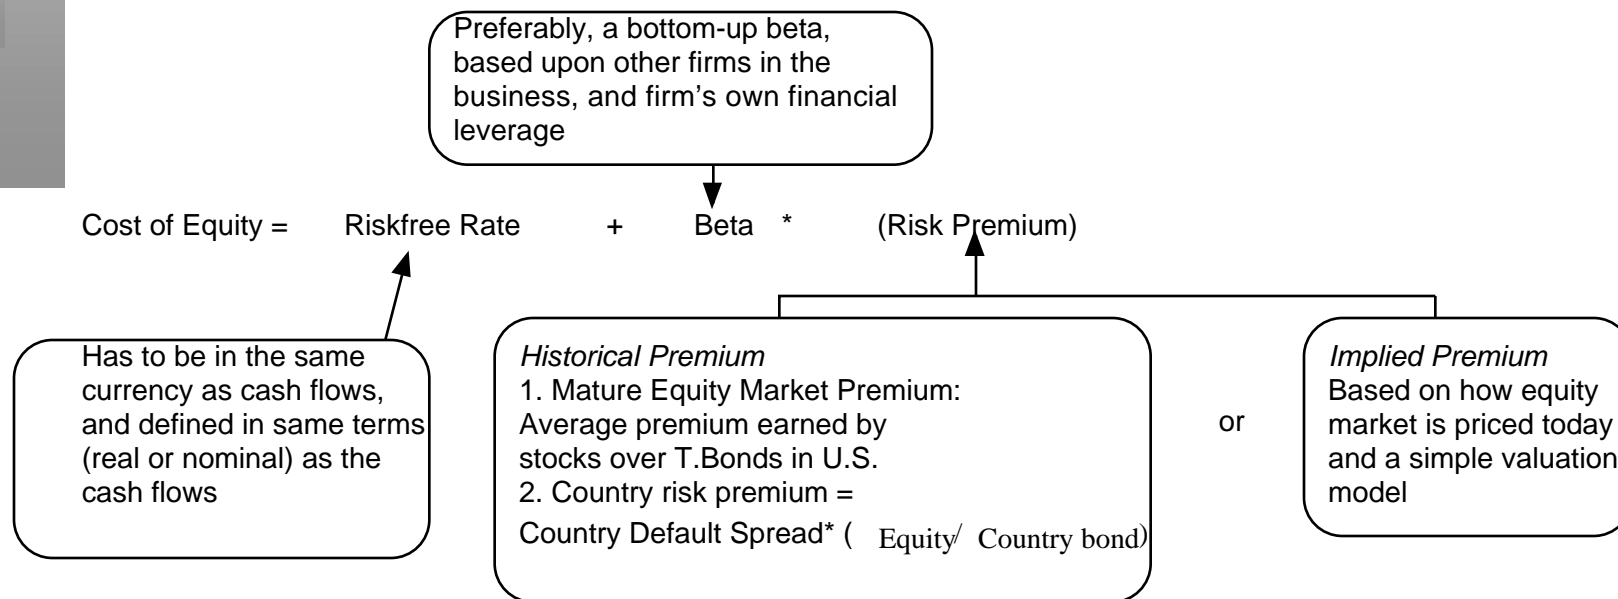 Preferably, a bottom-up beta,
based upon other firms in the
business, and firm's own financial
leverage
Cost of Equity = Riskfree Rate + Beta * (Risk Premium)
Has to be in the same
currency as cash flows,
and defined in same terms
(real or nominal) as the
cash flows
Historical Premium
1. Mature Equity Market Premium:
Average premium earned by
stocks over T.Bonds in U.S.
2. Country risk premium =
Country Default Spread* ( Equity/ Country bond)
or
Implied Premium
Based on how equity
market is priced today
and a simple valuation
model